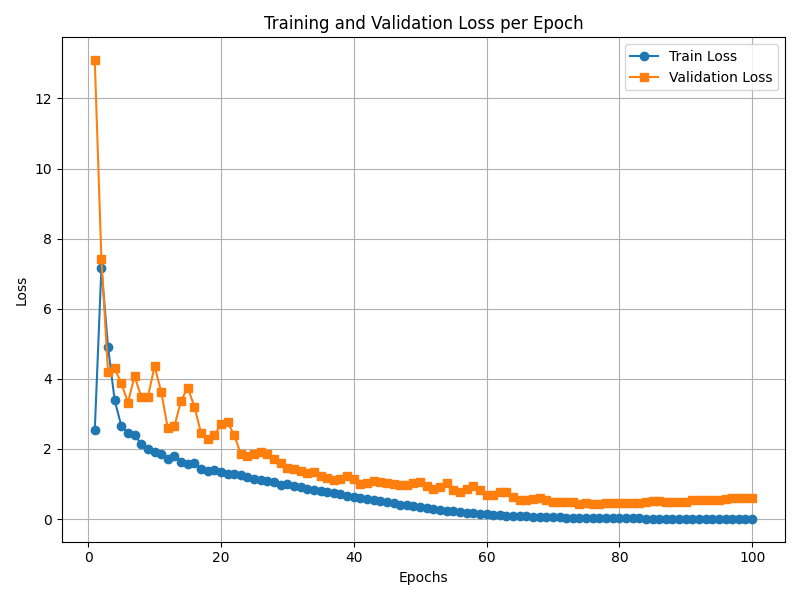 Training and Validation Loss per Epoch
Train Loss
Validation Loss
Loss
12
10
8
6
4
2
0
0 20 40 60 80 100
Epochs